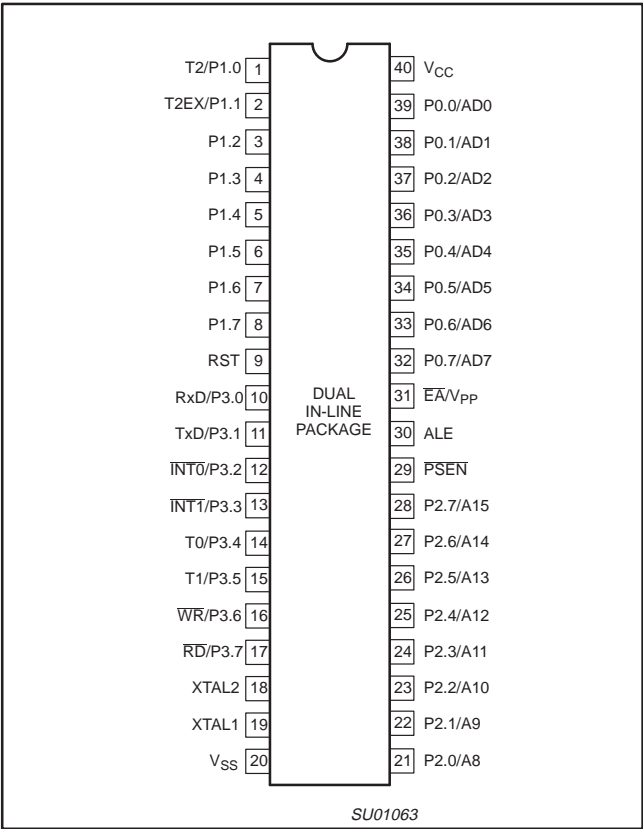 T2/P1.0 1 40 VCC
T2EX/P1.1 2 39 P0.0/AD0
P1.2 3 38 P0.1/AD1
P1.3 4 37 P0.2/AD2
P1.4 5 36 P0.3/AD3
P1.5 6 35 P0.4/AD4
P1.6 7 34 P0.5/AD5
P1.7 8 33 P0.6/AD6
RST 9 32 P0.7/AD7
RxD/P3.0 10 31 E̅A̅/VPP
TxD/P3.1 11 30 ALE
I̅N̅T̅0̅/P3.2 12 29 P̅S̅E̅N̅
I̅N̅T̅1̅/P3.3 13 28 P2.7/A15
T0/P3.4 14 27 P2.6/A14
T1/P3.5 15 26 P2.5/A13
W̅R̅/P3.6 16 25 P2.4/A12
R̅D̅/P3.7 17 24 P2.3/A11
XTAL2 18 23 P2.2/A10
XTAL1 19 22 P2.1/A9
VSS 20 21 P2.0/A8
DUAL
IN-LINE
PACKAGE
SU01063